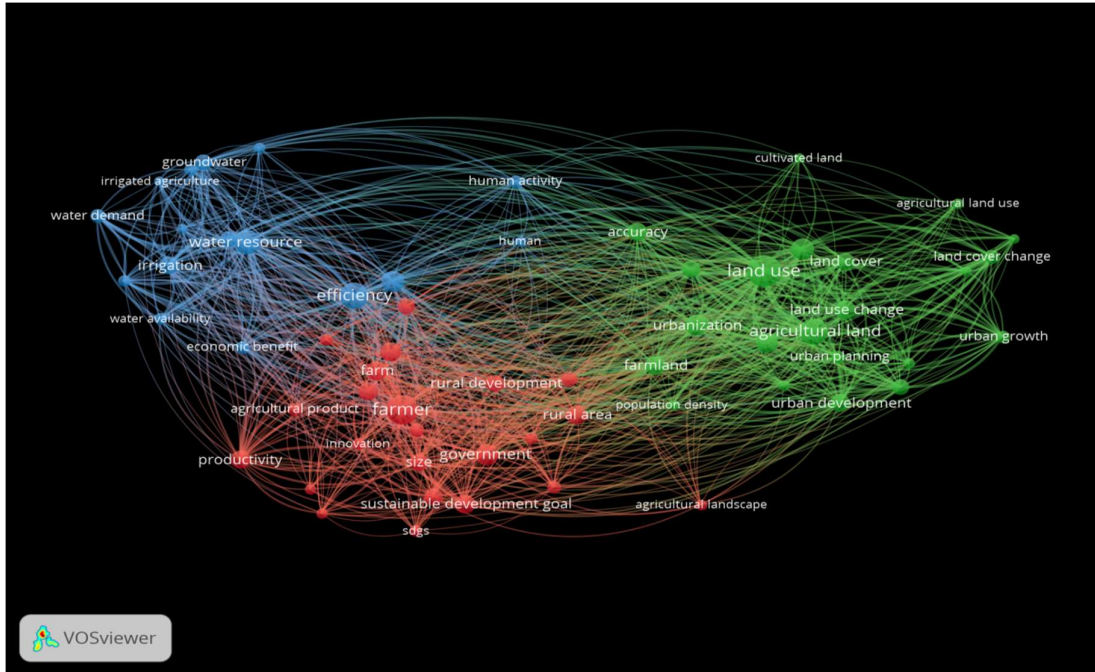 cultivated land
groundwater
human activity
irrigated agriculture
agricultural land use
water demand
accuracy
water resource
human
land cover
land cover change
irrigation
land use
efficiency
land use change
water availability
urbanization
agricultural land
urban growth
economic benefit
urban planning
farm
farmland
rural development
agricultural product
farmer
population density
urban development
rural area
innovation
government
productivity
size
sustainable development goal
agricultural landscape
sdgs
VOSviewer